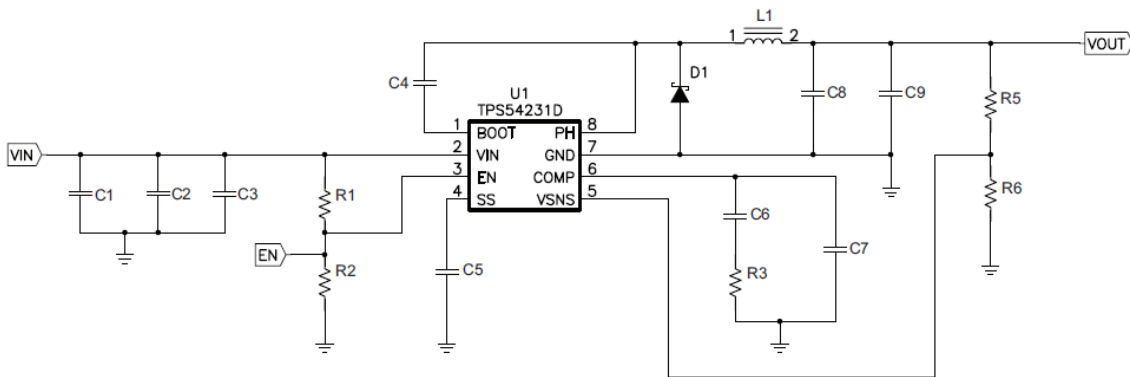 L1
1 2
VOUT
D1
C4
C8
C9
R5
U1
TPS54231D
1 BOOT PH 8
2 VIN GND 7
3 EN COMP 6
4 SS VSNS 5
VIN
C1
C2
C3
R1
R6
C6
C7
EN
R2
C5
R3